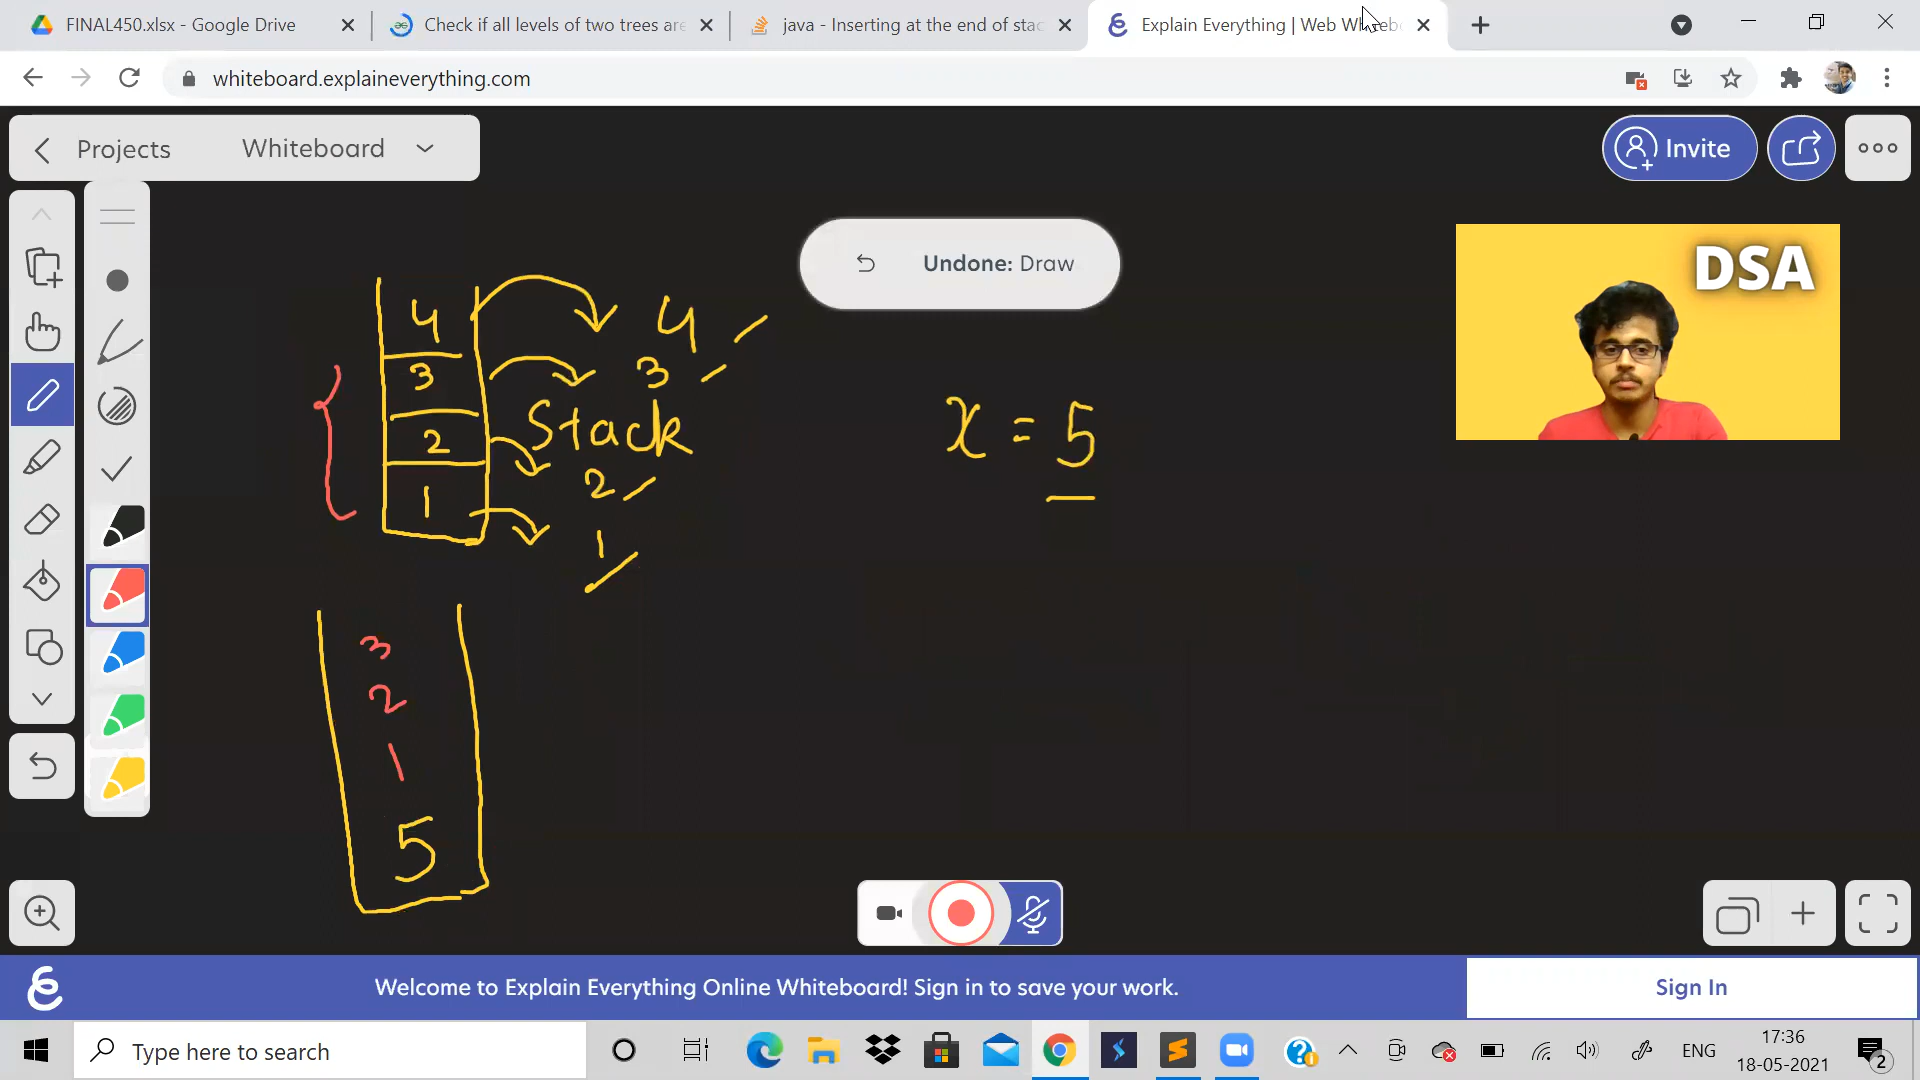 FINAL450.xlsx - Google Drive
Check if all levels of two trees are
java - Inserting at the end of stac
Explain Everything | Web Whiteb
whiteboard.explaineverything.com
Projects
Whiteboard
Invite
Undone: Draw
DSA
4
4
3
3
Stack
x = 5
2
2
1
1
3
2
1
5
Welcome to Explain Everything Online Whiteboard! Sign in to save your work.
Sign In
Type here to search
ENG
17:36
18-05-2021
2